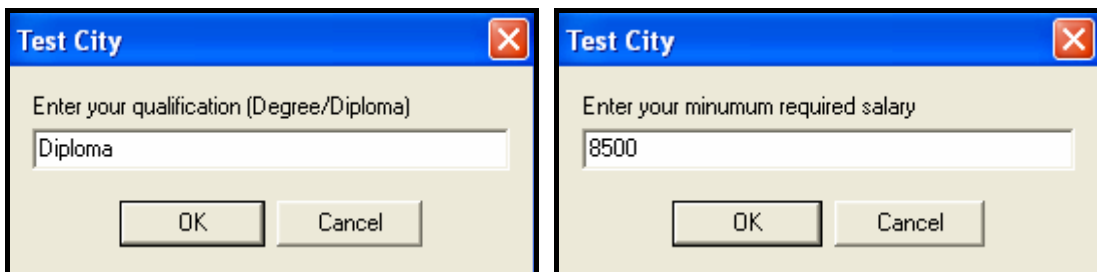 Test City
Enter your qualification (Degree/Diploma)
Diploma
OK Cancel
Test City
Enter your minumum required salary
8500
OK Cancel